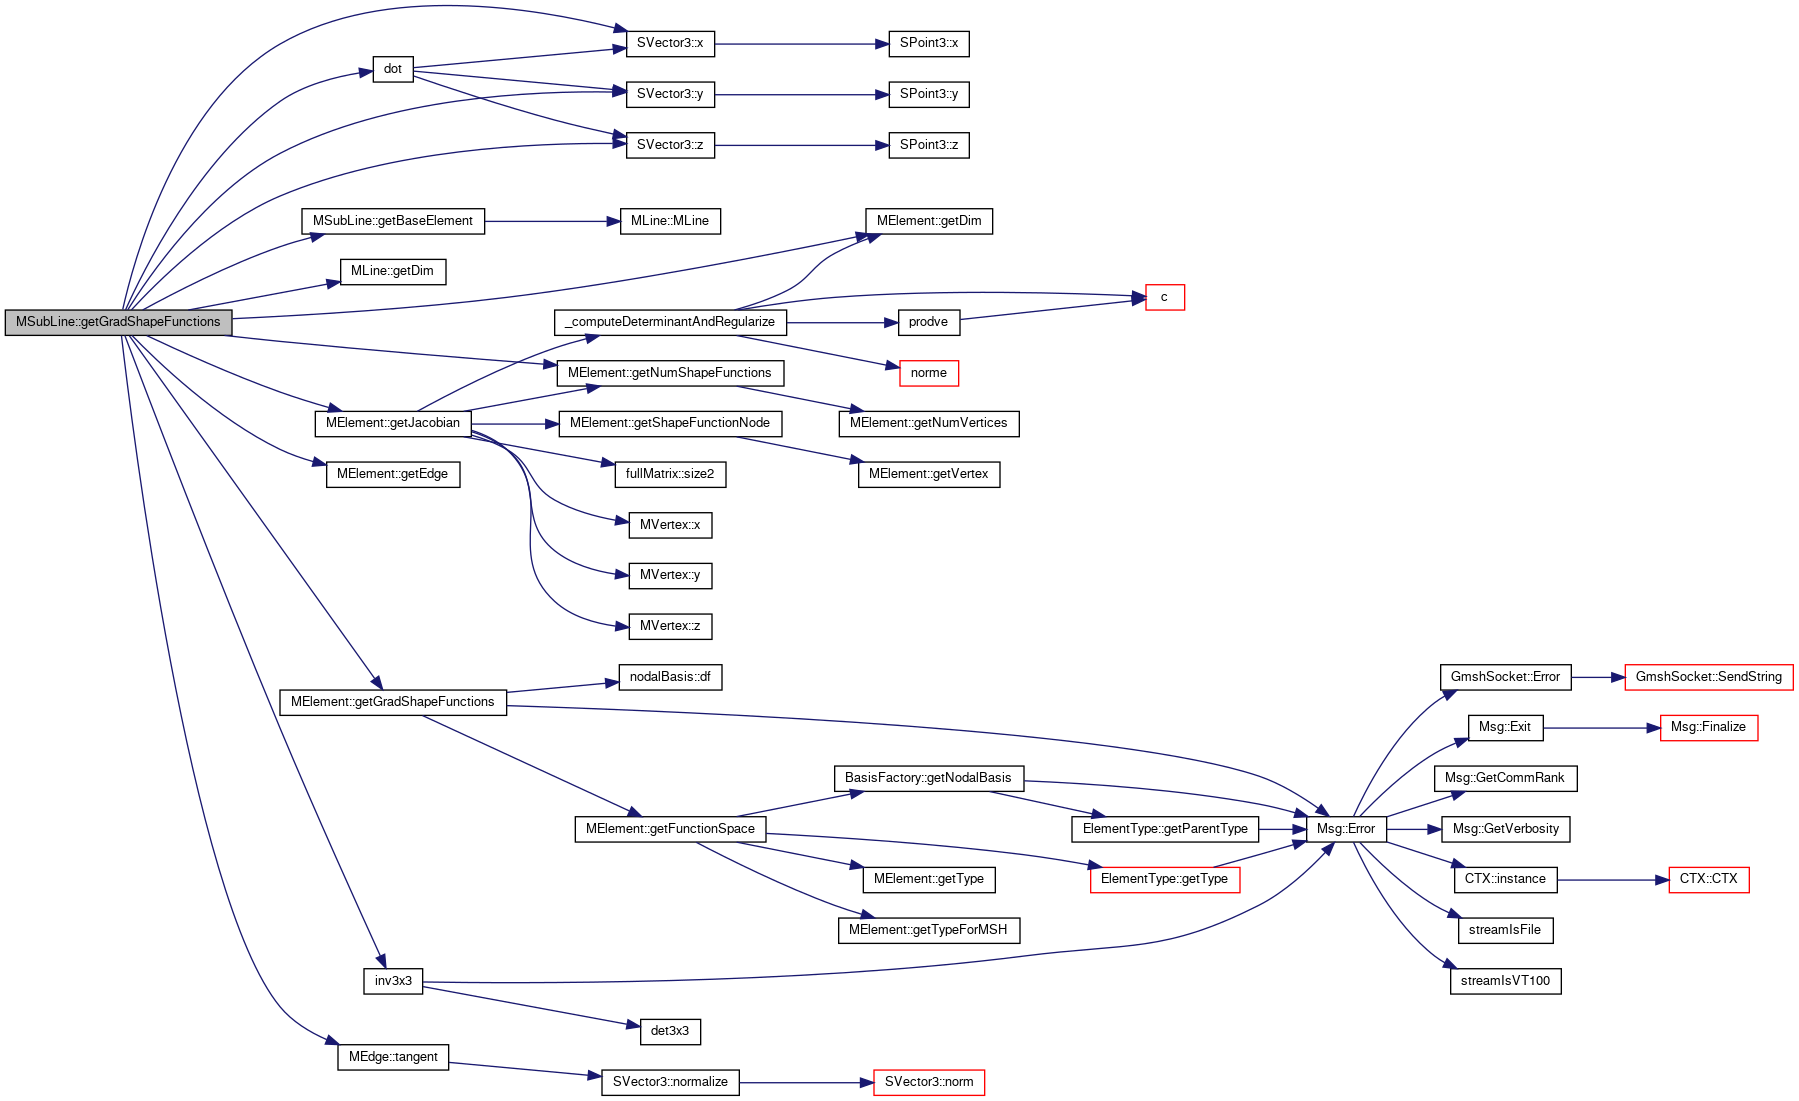 SVector3::x
SPoint3::x
dot
SVector3::y
SPoint3::y
SVector3::z
SPoint3::z
MSubLine::getBaseElement
MLine::MLine
MElement::getDim
MLine::getDim
c
MSubLine::getGradShapeFunctions
_computeDeterminantAndRegularize
prodve
MElement::getNumShapeFunctions
norme
MElement::getJacobian
MElement::getShapeFunctionNode
MElement::getNumVertices
MElement::getEdge
fullMatrix::size2
MElement::getVertex
MVertex::x
MVertex::y
MVertex::z
nodalBasis::df
GmshSocket::Error
GmshSocket::SendString
MElement::getGradShapeFunctions
Msg::Exit
Msg::Finalize
BasisFactory::getNodalBasis
Msg::GetCommRank
MElement::getFunctionSpace
ElementType::getParentType
Msg::Error
Msg::GetVerbosity
MElement::getType
ElementType::getType
CTX::instance
CTX::CTX
MElement::getTypeForMSH
streamIsFile
inv3x3
streamIsVT100
det3x3
MEdge::tangent
SVector3::normalize
SVector3::norm